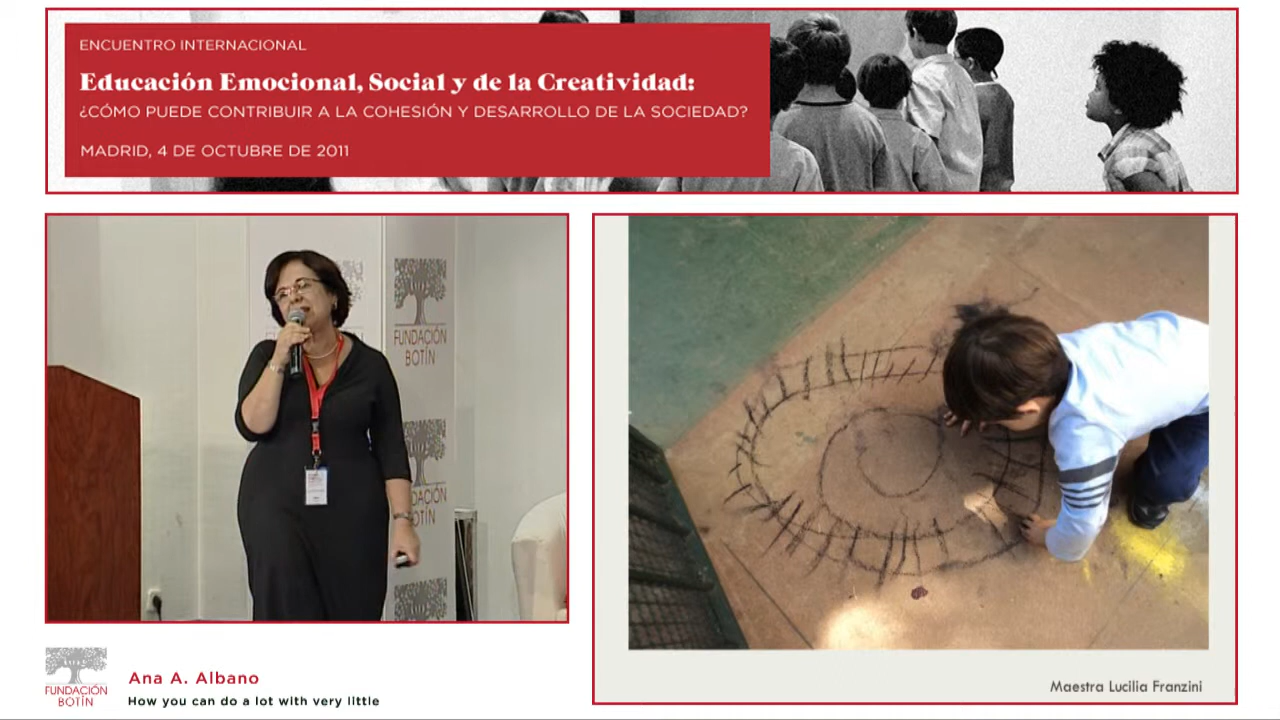 ENCUENTRO INTERNACIONAL
Educación Emocional, Social y de la Creatividad:
¿CÓMO PUEDE CONTRIBUIR A LA COHESIÓN Y DESARROLLO DE LA SOCIEDAD?
MADRID, 4 DE OCTUBRE DE 2011
FUNDACIÓN
BOTÍN
FUNDACIÓN
BOTÍN
Maestra Lucilia Franzini
FUNDACIÓN
BOTÍN
Ana A. Albano
How you can do a lot with very little